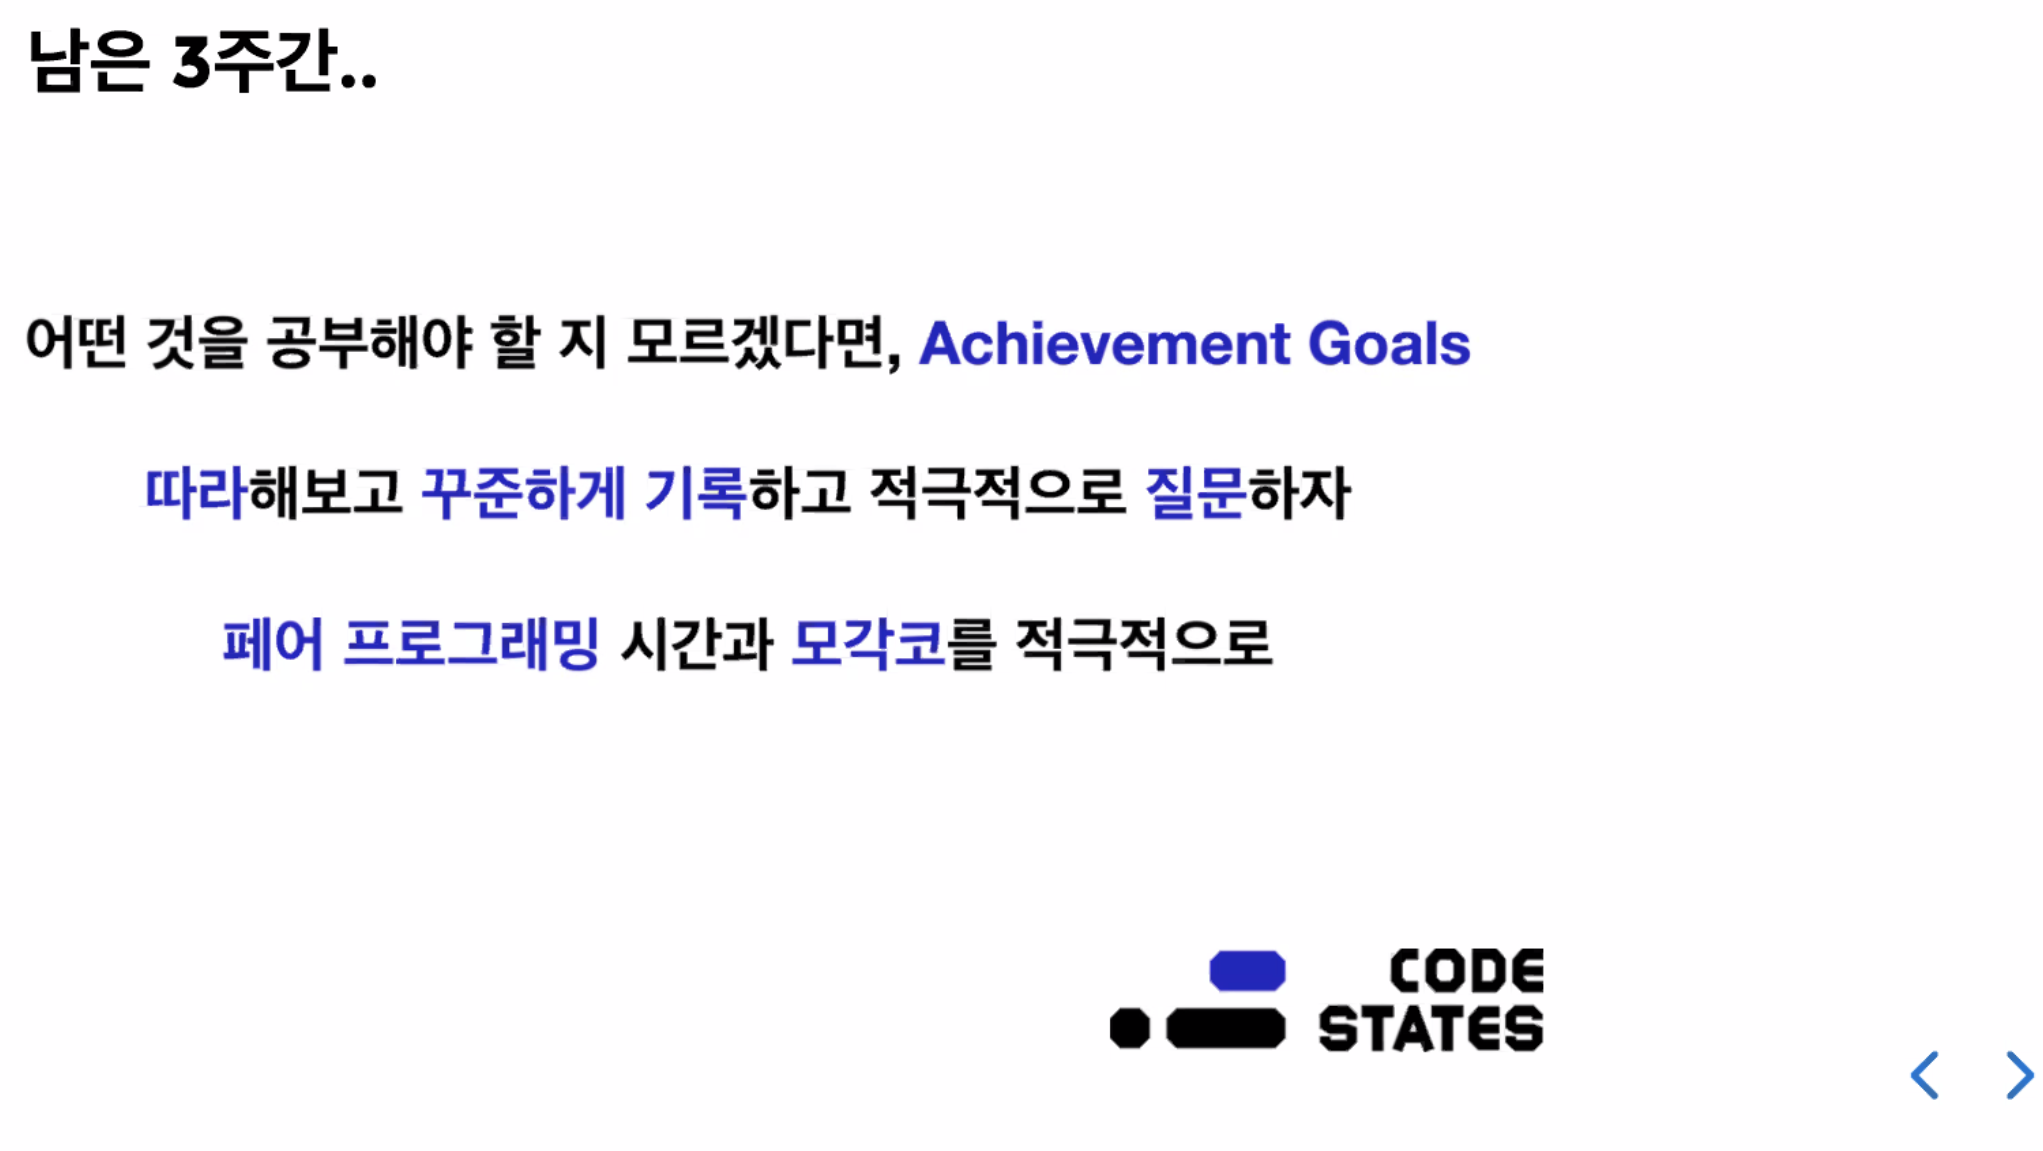 남은 3주간..
어떤 것을 공부해야 할 지 모르겠다면, Achievement Goals
따라해보고 꾸준하게 기록하고 적극적으로 질문하자
페어 프로그래밍 시간과 모각코를 적극적으로
CODE
STATES